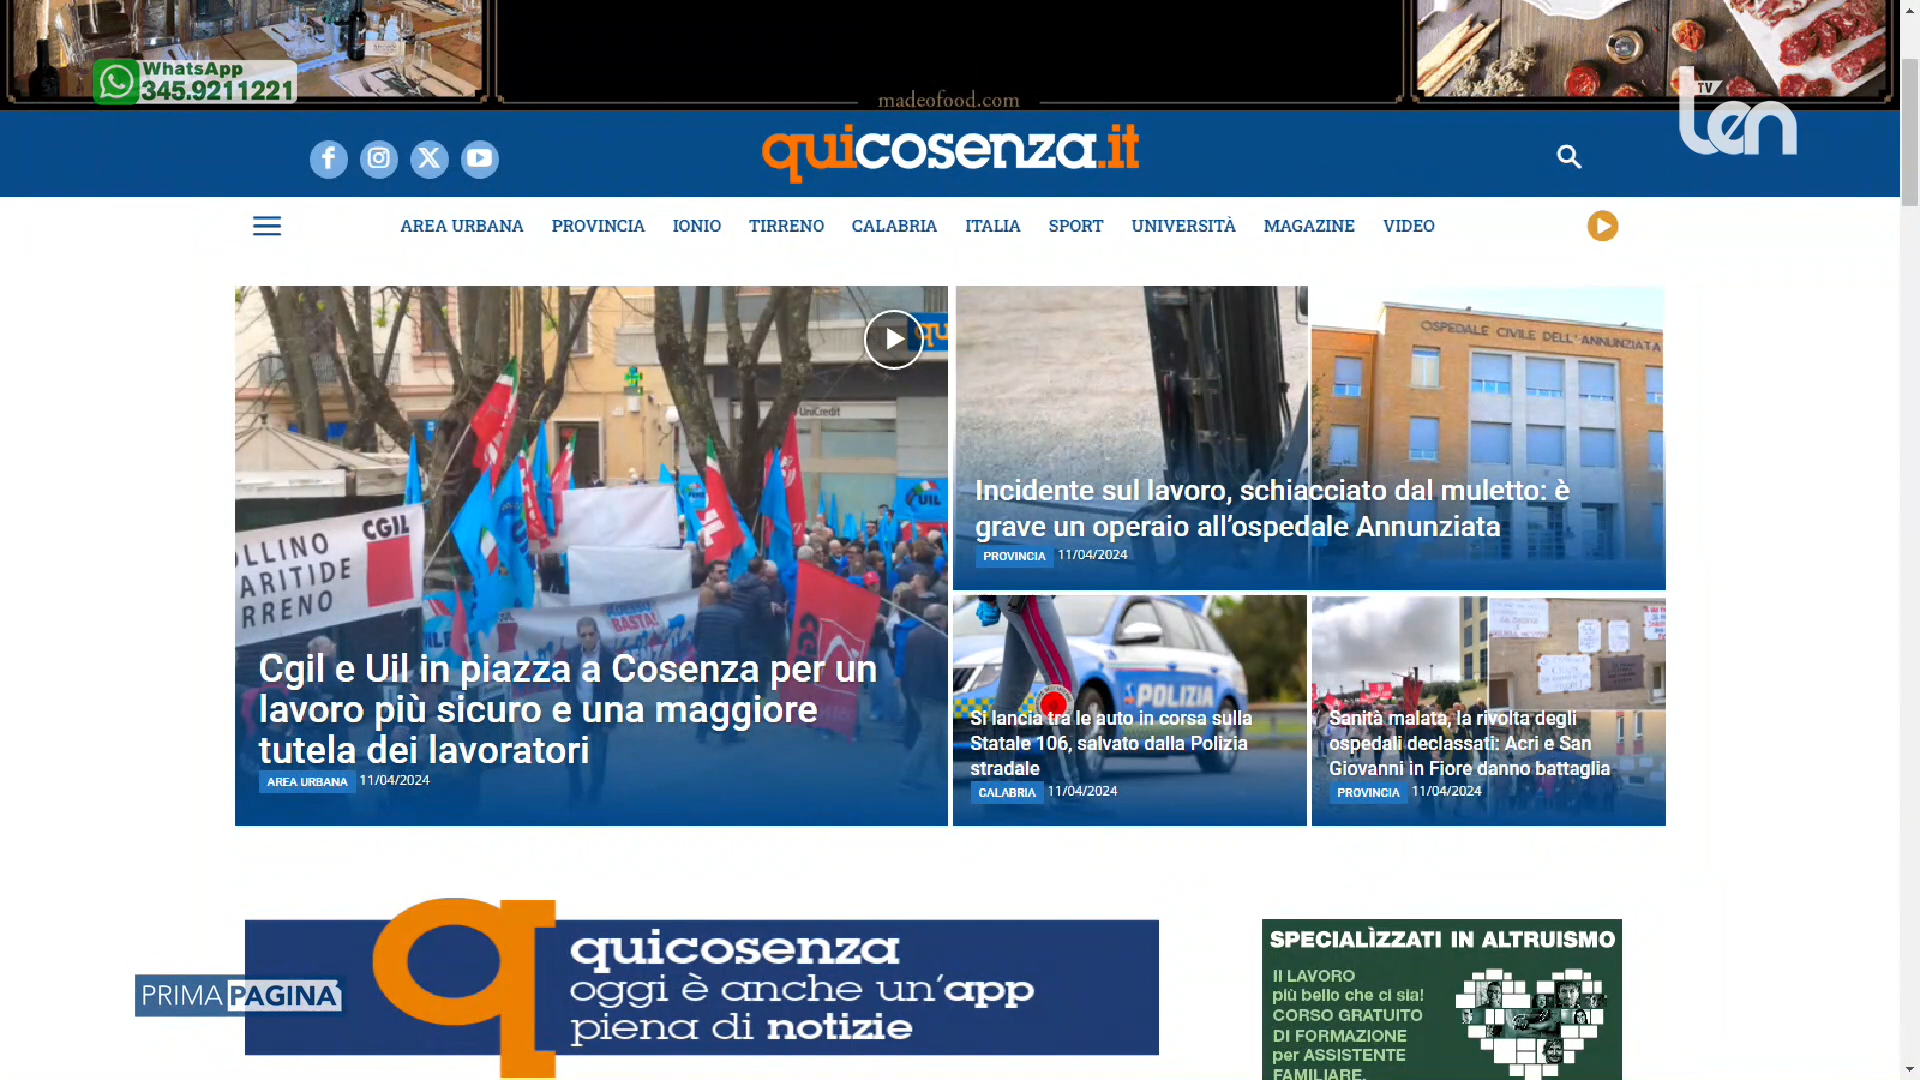 WhatsApp
345.9211221
madeofood.com
TV
ten
quicosenza.it
AREA URBANA PROVINCIA IONIO TIRRENO CALABRIA ITALIA SPORT UNIVERSITÀ MAGAZINE VIDEO
qu
UniCredit
OSPEDALE CIVILE DELL'ANNUNZIATA
CGIL
OLLINO
ARITIDE
RRENO
UIL
BASTA!
Cgil e Uil in piazza a Cosenza per un
lavoro più sicuro e una maggiore
tutela dei lavoratori
AREA URBANA 11/04/2024
Incidente sul lavoro, schiacciato dal muletto: è
grave un operaio all'ospedale Annunziata
PROVINCIA 11/04/2024
POLIZIA
Si lancia tra le auto in corsa sulla
Statale 106, salvato dalla Polizia
stradale
CALABRIA 11/04/2024
Sanità malata, la rivolta degli
ospedali declassati: Acri e San
Giovanni in Fiore danno battaglia
PROVINCIA 11/04/2024
q
quicosenza
oggi è anche un'app
piena di notizie
PRIMA PAGINA
SPECIALÌZZATI IN ALTRUISMO
Il LAVORO
più bello che ci sia!
CORSO GRATUITO
DI FORMAZIONE
per ASSISTENTE
FAMILIARE.